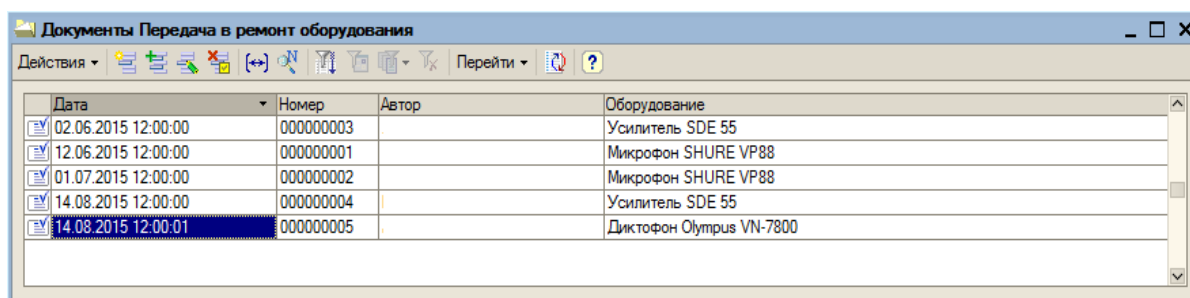 Документы Передача в ремонт оборудования
Действия Перейти ?
Дата Номер Автор Оборудование
02.06.2015 12:00:00 000000003 Усилитель SDE 55
12.06.2015 12:00:00 000000001 Микрофон SHURE VP88
01.07.2015 12:00:00 000000002 Микрофон SHURE VP88
14.08.2015 12:00:00 000000004 Усилитель SDE 55
14.08.2015 12:00:01 000000005 Диктофон Olympus VN-7800